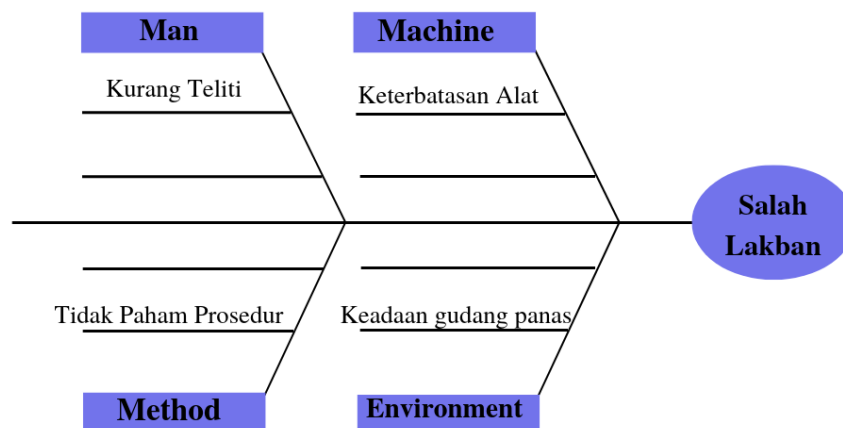 Man
Machine
Kurang Teliti
Keterbatasan Alat
Salah
Lakban
Tidak Paham Prosedur
Keadaan gudang panas
Method
Environment